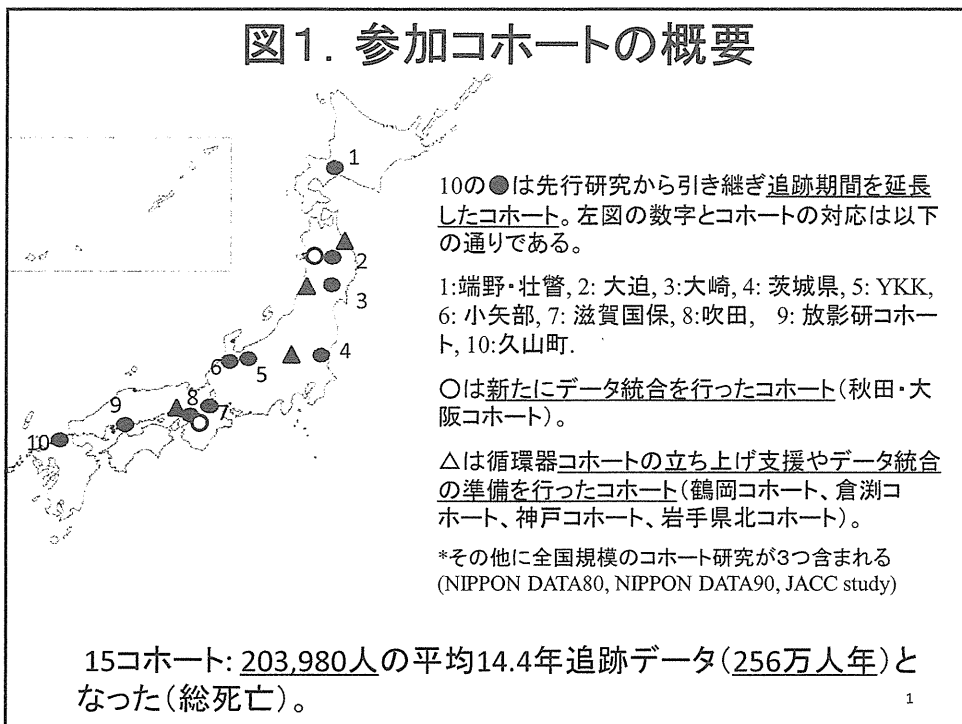 図1. 参加コホートの概要
1
2
3
4
5
6
7
8
9
10
10の●は先行研究から引き継ぎ追跡期間を延長
したコホート。左図の数字とコホートの対応は以下
の通りである。
1:端野・壮瞥, 2: 大迫, 3:大崎, 4: 茨城県, 5: YKK,
6: 小矢部, 7: 滋賀国保, 8:吹田, 9: 放影研コホー
ト, 10:久山町.
○は新たにデータ統合を行ったコホート(秋田・大
阪コホート)。
△は循環器コホートの立ち上げ支援やデータ統合
の準備を行ったコホート(鶴岡コホート、倉渕コ
ホート、神戸コホート、岩手県北コホート)。
*その他に全国規模のコホート研究が3つ含まれる
(NIPPON DATA80, NIPPON DATA90, JACC study)
15コホート: 203,980人の平均14.4年追跡データ(256万人年)と
なった(総死亡)。
1